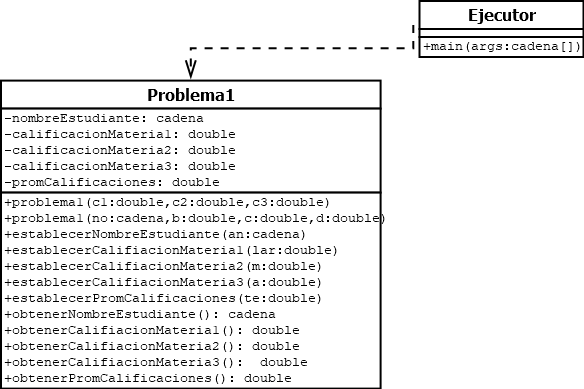 Ejecutor
+main(args:cadena[])
Problema1
-nombreEstudiante: cadena
-calificacionMateria1: double
-calificacionMateria2: double
-calificacionMateria3: double
-promCalificaciones: double
+problema1(c1:double,c2:double,c3:double)
+problema1(no:cadena,b:double,c:double,d:double)
+establecerNombreEstudiante(an:cadena)
+establecerCalifiacionMateria1(lar:double)
+establecerCalifiacionMateria2(m:double)
+establecerCalifiacionMateria3(a:double)
+establecerPromCalificaciones(te:double)
+obtenerNombreEstudiante(): cadena
+obtenerCalifiacionMateria1(): double
+obtenerCalifiacionMateria2(): double
+obtenerCalifiacionMateria3():  double
+obtenerPromCalificaciones(): double